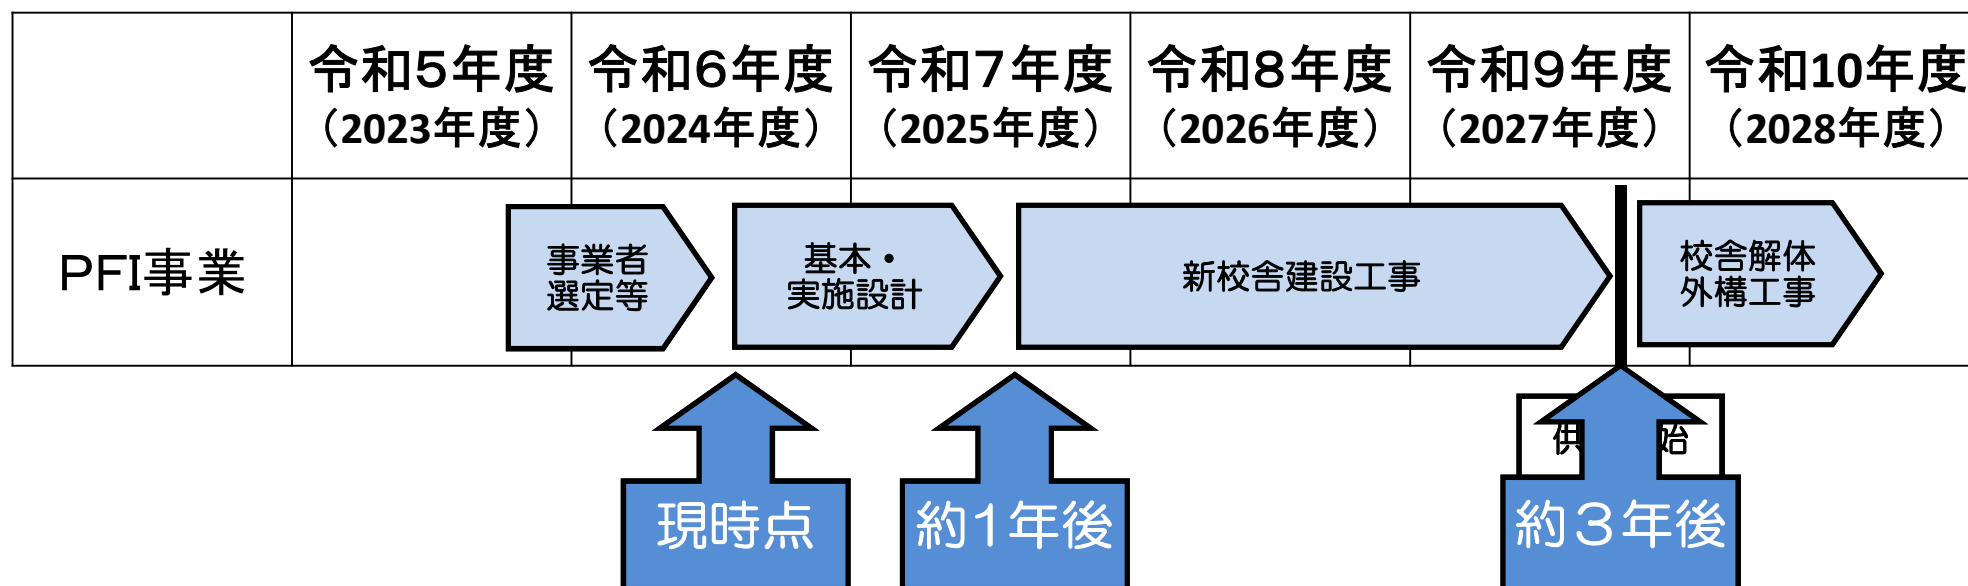 令和5年度 令和6年度 令和7年度 令和8年度 令和9年度 令和10年度
（2023年度） （2024年度） （2025年度） （2026年度） （2027年度） （2028年度）
PFI事業
事業者
選定等
基本・
実施設計
新校舎建設工事
校舎解体
外構工事
供 始
現時点
約1年後
約3年後